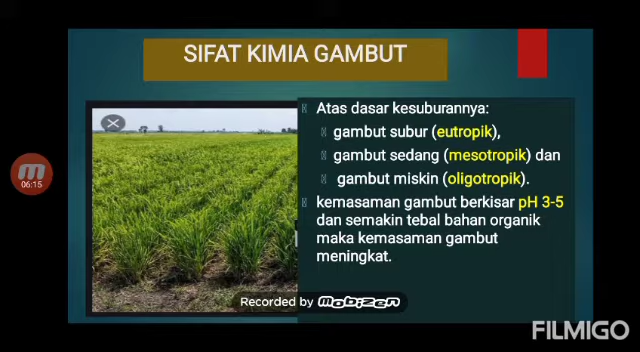 SIFAT KIMIA GAMBUT
Atas dasar kesuburannya:
gambut subur (eutropik),
gambut sedang (mesotropik) dan
gambut miskin (oligotropik).
kemasaman gambut berkisar pH 3-5
dan semakin tebal bahan organik
maka kemasaman gambut
meningkat.
06:15
Recorded by mobizen
FILMIGO